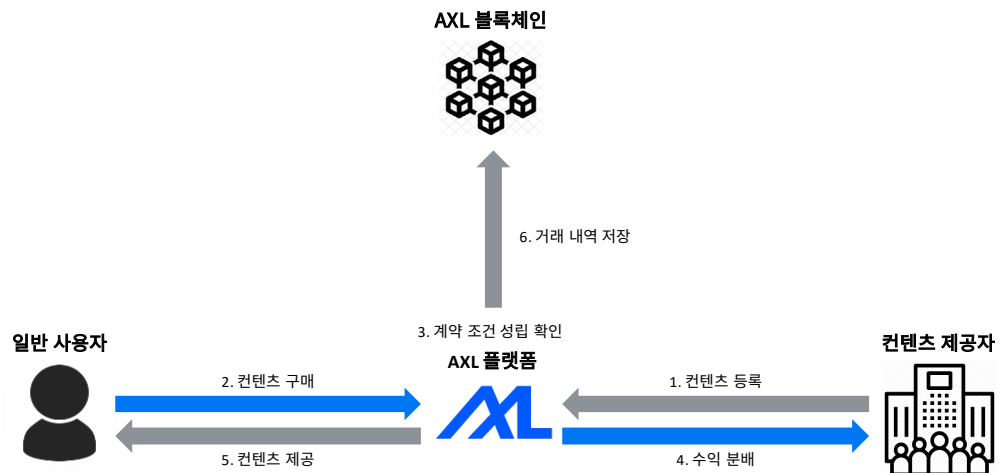 AXL 블록체인
6. 거래 내역 저장
3. 계약 조건 성립 확인
일반 사용자
AXL 플랫폼
컨텐츠 제공자
2. 컨텐츠 구매
1. 컨텐츠 등록
AXL
5. 컨텐츠 제공
4. 수익 분배